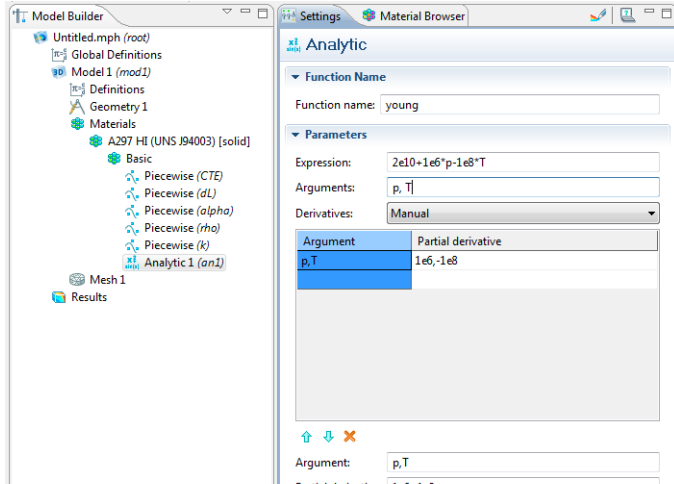 Model Builder
Untitled.mph (root)
Global Definitions
Model 1 (mod1)
Definitions
Geometry 1
Materials
A297 HI (UNS J94003) [solid]
Basic
Piecewise (CTE)
Piecewise (dL)
Piecewise (alpha)
Piecewise (rho)
Piecewise (k)
Analytic 1 (an1)
Mesh 1
Results
Settings Material Browser
Analytic
Function Name
Function name: young
Parameters
Expression: 2e10+1e6*p-1e8*T
Arguments: p, T
Derivatives: Manual
Argument Partial derivative
p,T 1e6,-1e8
Argument: p,T